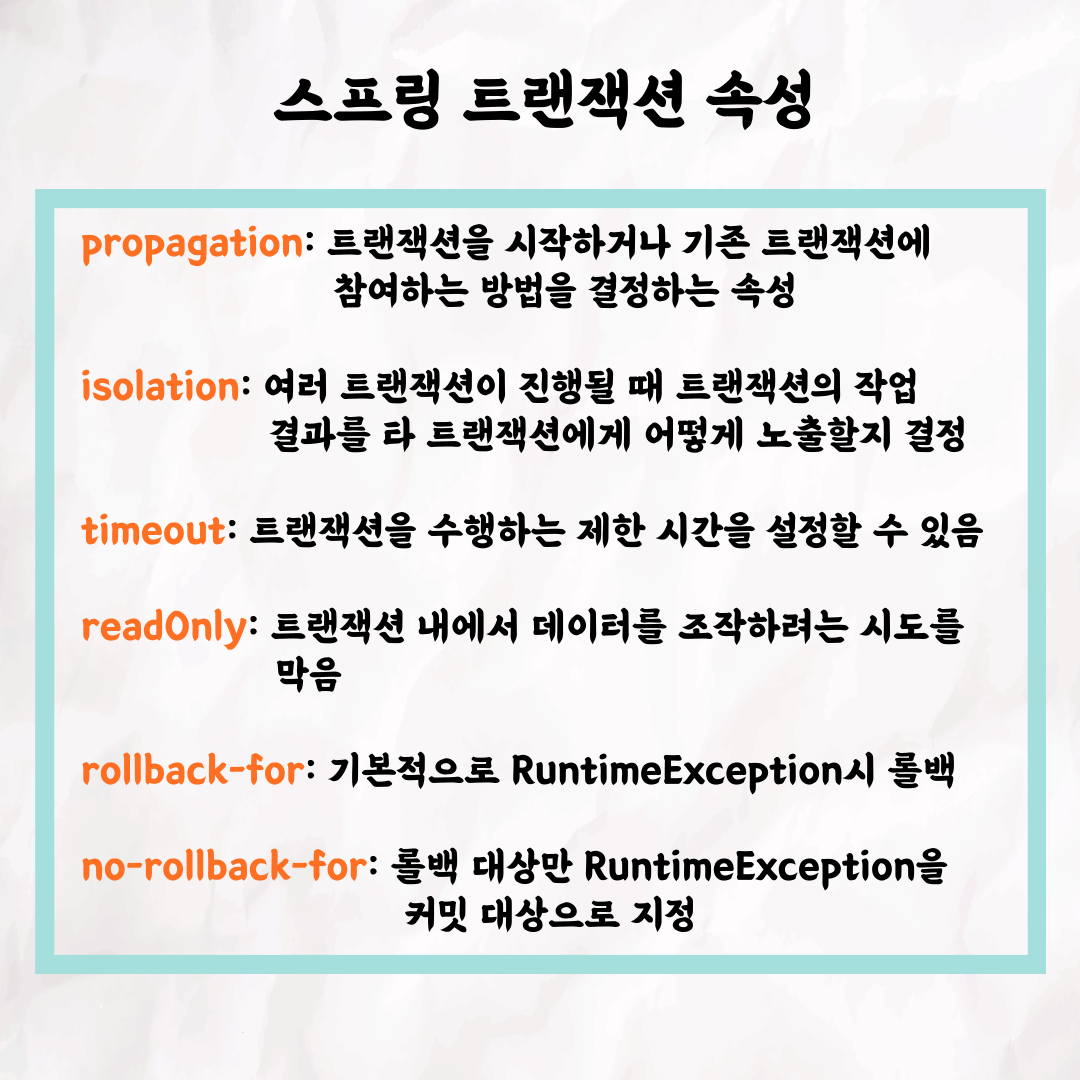 스프링 트랜잭션 속성
propagation: 트랜잭션을 시작하거나 기존 트랜잭션에
참여하는 방법을 결정하는 속성
isolation: 여러 트랜잭션이 진행될 때 트랜잭션의 작업
결과를 타 트랜잭션에게 어떻게 노출할지 결정
timeout: 트랜잭션을 수행하는 제한 시간을 설정할 수 있음
readOnly: 트랜잭션 내에서 데이터를 조작하려는 시도를
막음
rollback-for: 기본적으로 RuntimeException시 롤백
no-rollback-for: 롤백 대상만 RuntimeException을
커밋 대상으로 지정